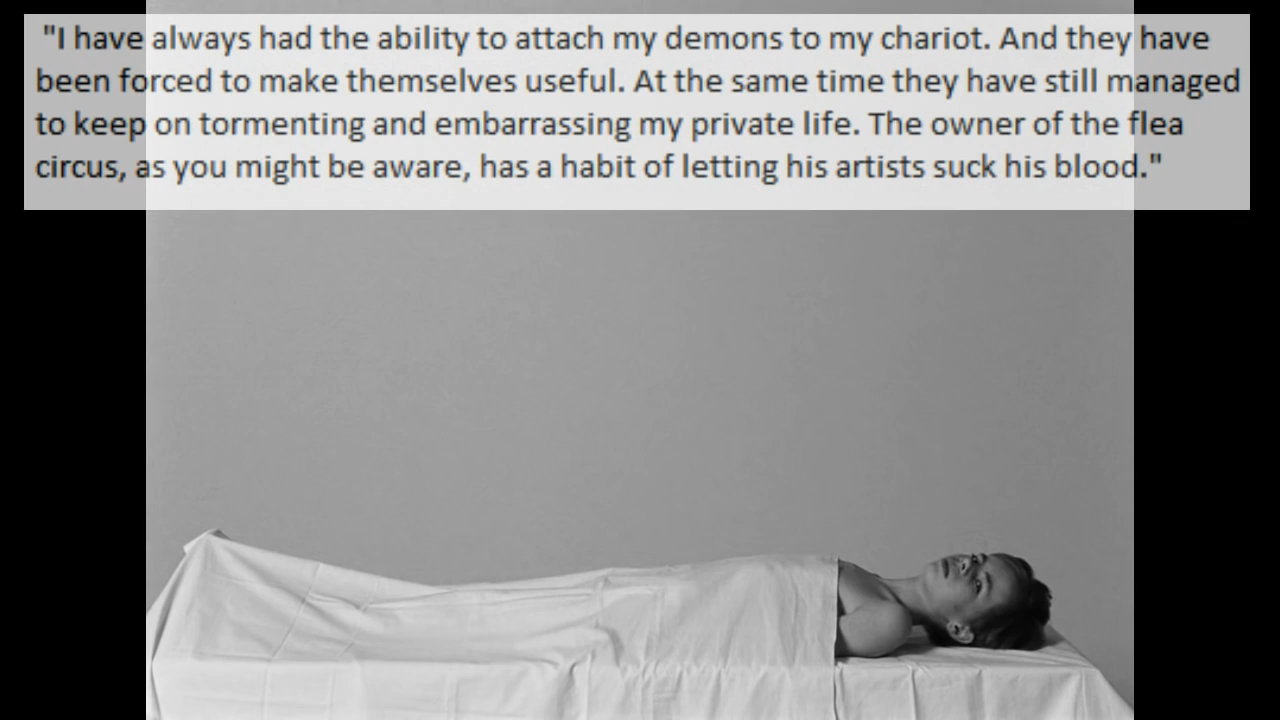 "I have always had the ability to attach my demons to my chariot. And they have
been forced to make themselves useful. At the same time they have still managed
to keep on tormenting and embarrassing my private life. The owner of the flea
circus, as you might be aware, has a habit of letting his artists suck his blood."